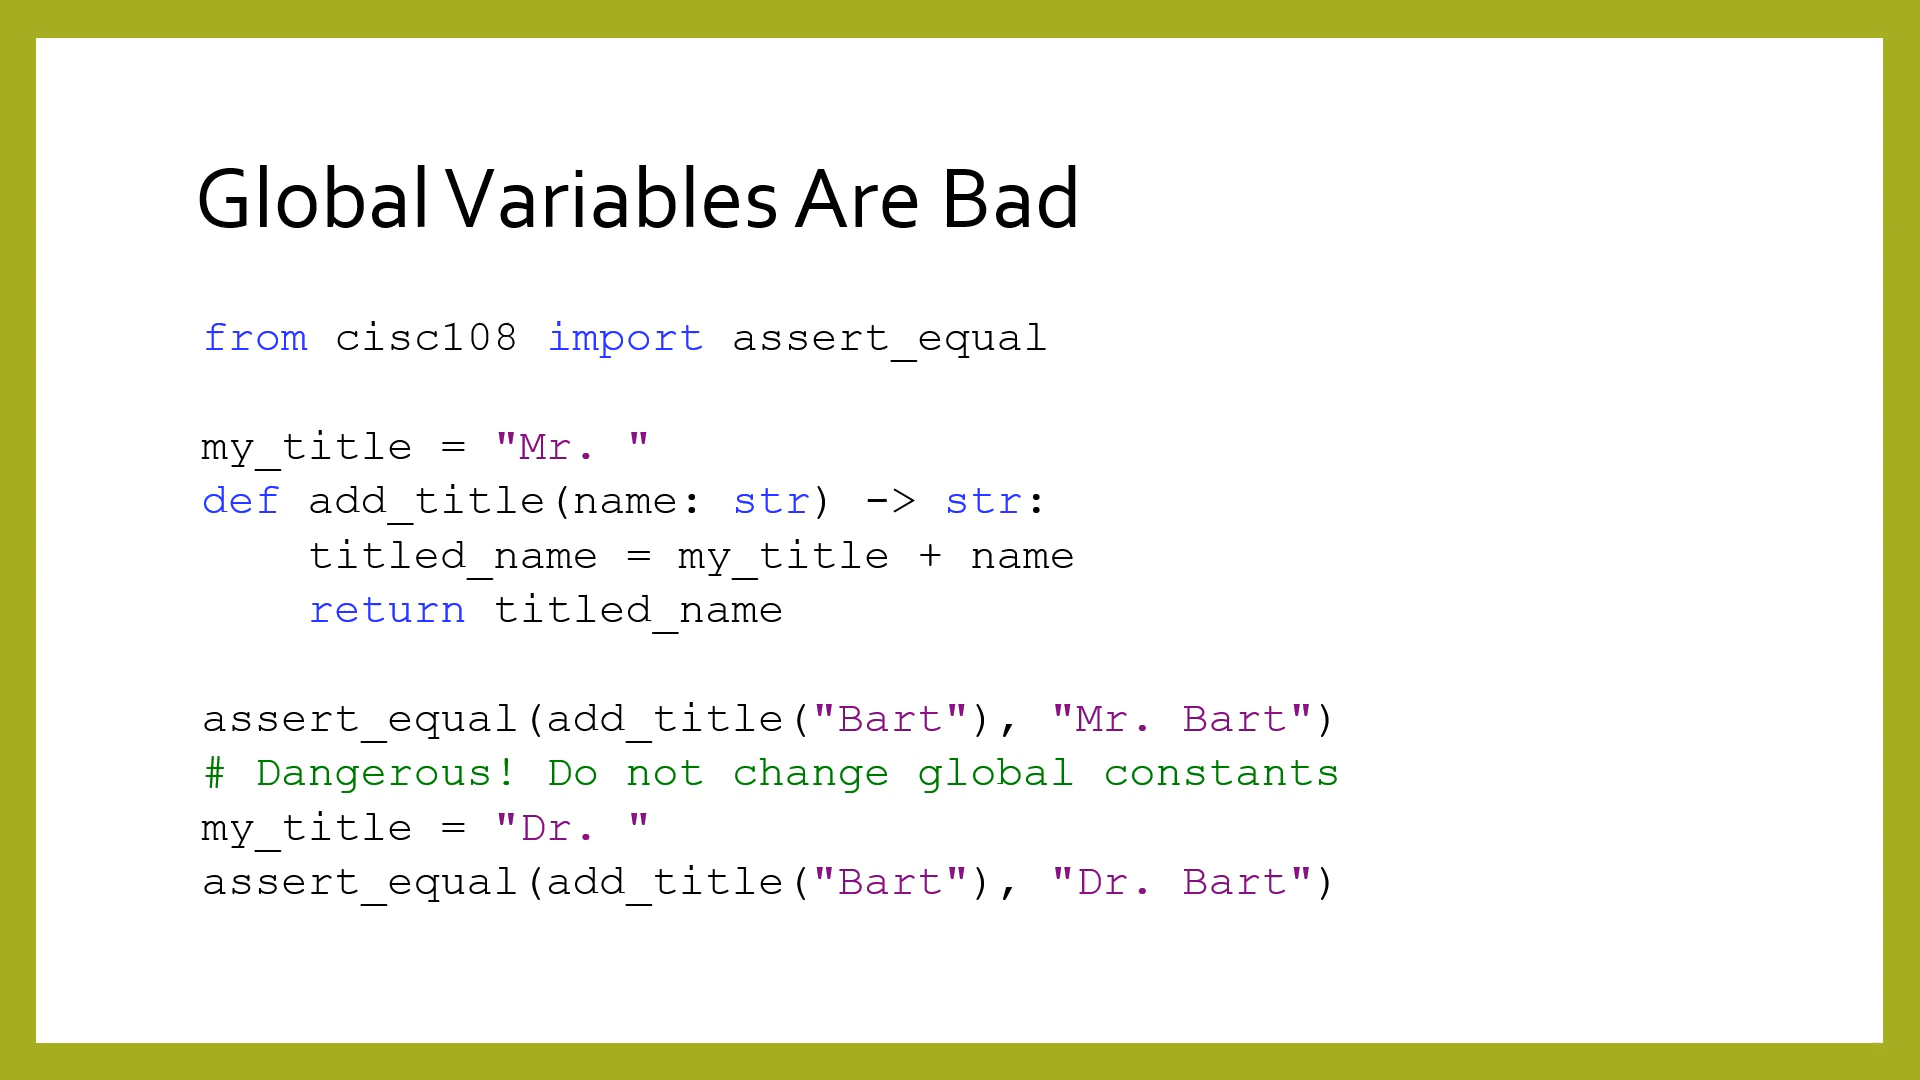 Global Variables Are Bad
from cisc108 import assert_equal
my_title = "Mr. "
def add_title(name: str) -> str:
    titled_name = my_title + name
    return titled_name
assert_equal(add_title("Bart"), "Mr. Bart")
# Dangerous! Do not change global constants
my_title = "Dr. "
assert_equal(add_title("Bart"), "Dr. Bart")